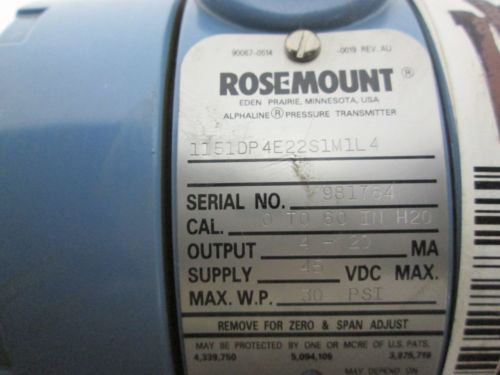 90067-0514 -0019 REV. AU
ROSEMOUNT ®
EDEN PRAIRIE, MINNESOTA, USA
ALPHALINE ® PRESSURE TRANSMITTER
1151DP4E22S1M1L4
SERIAL NO. 981764
CAL. 0 TO 60 IN H2O
OUTPUT 4 - 20 MA
SUPPLY 45 VDC MAX.
MAX. W.P. 30 PSI
REMOVE FOR ZERO & SPAN ADJUST
MAY BE PROTECTED BY ONE OR MORE OF U.S. PATS.
4,339,750 5,094,109 3,975,719
MAY DEPEND ON